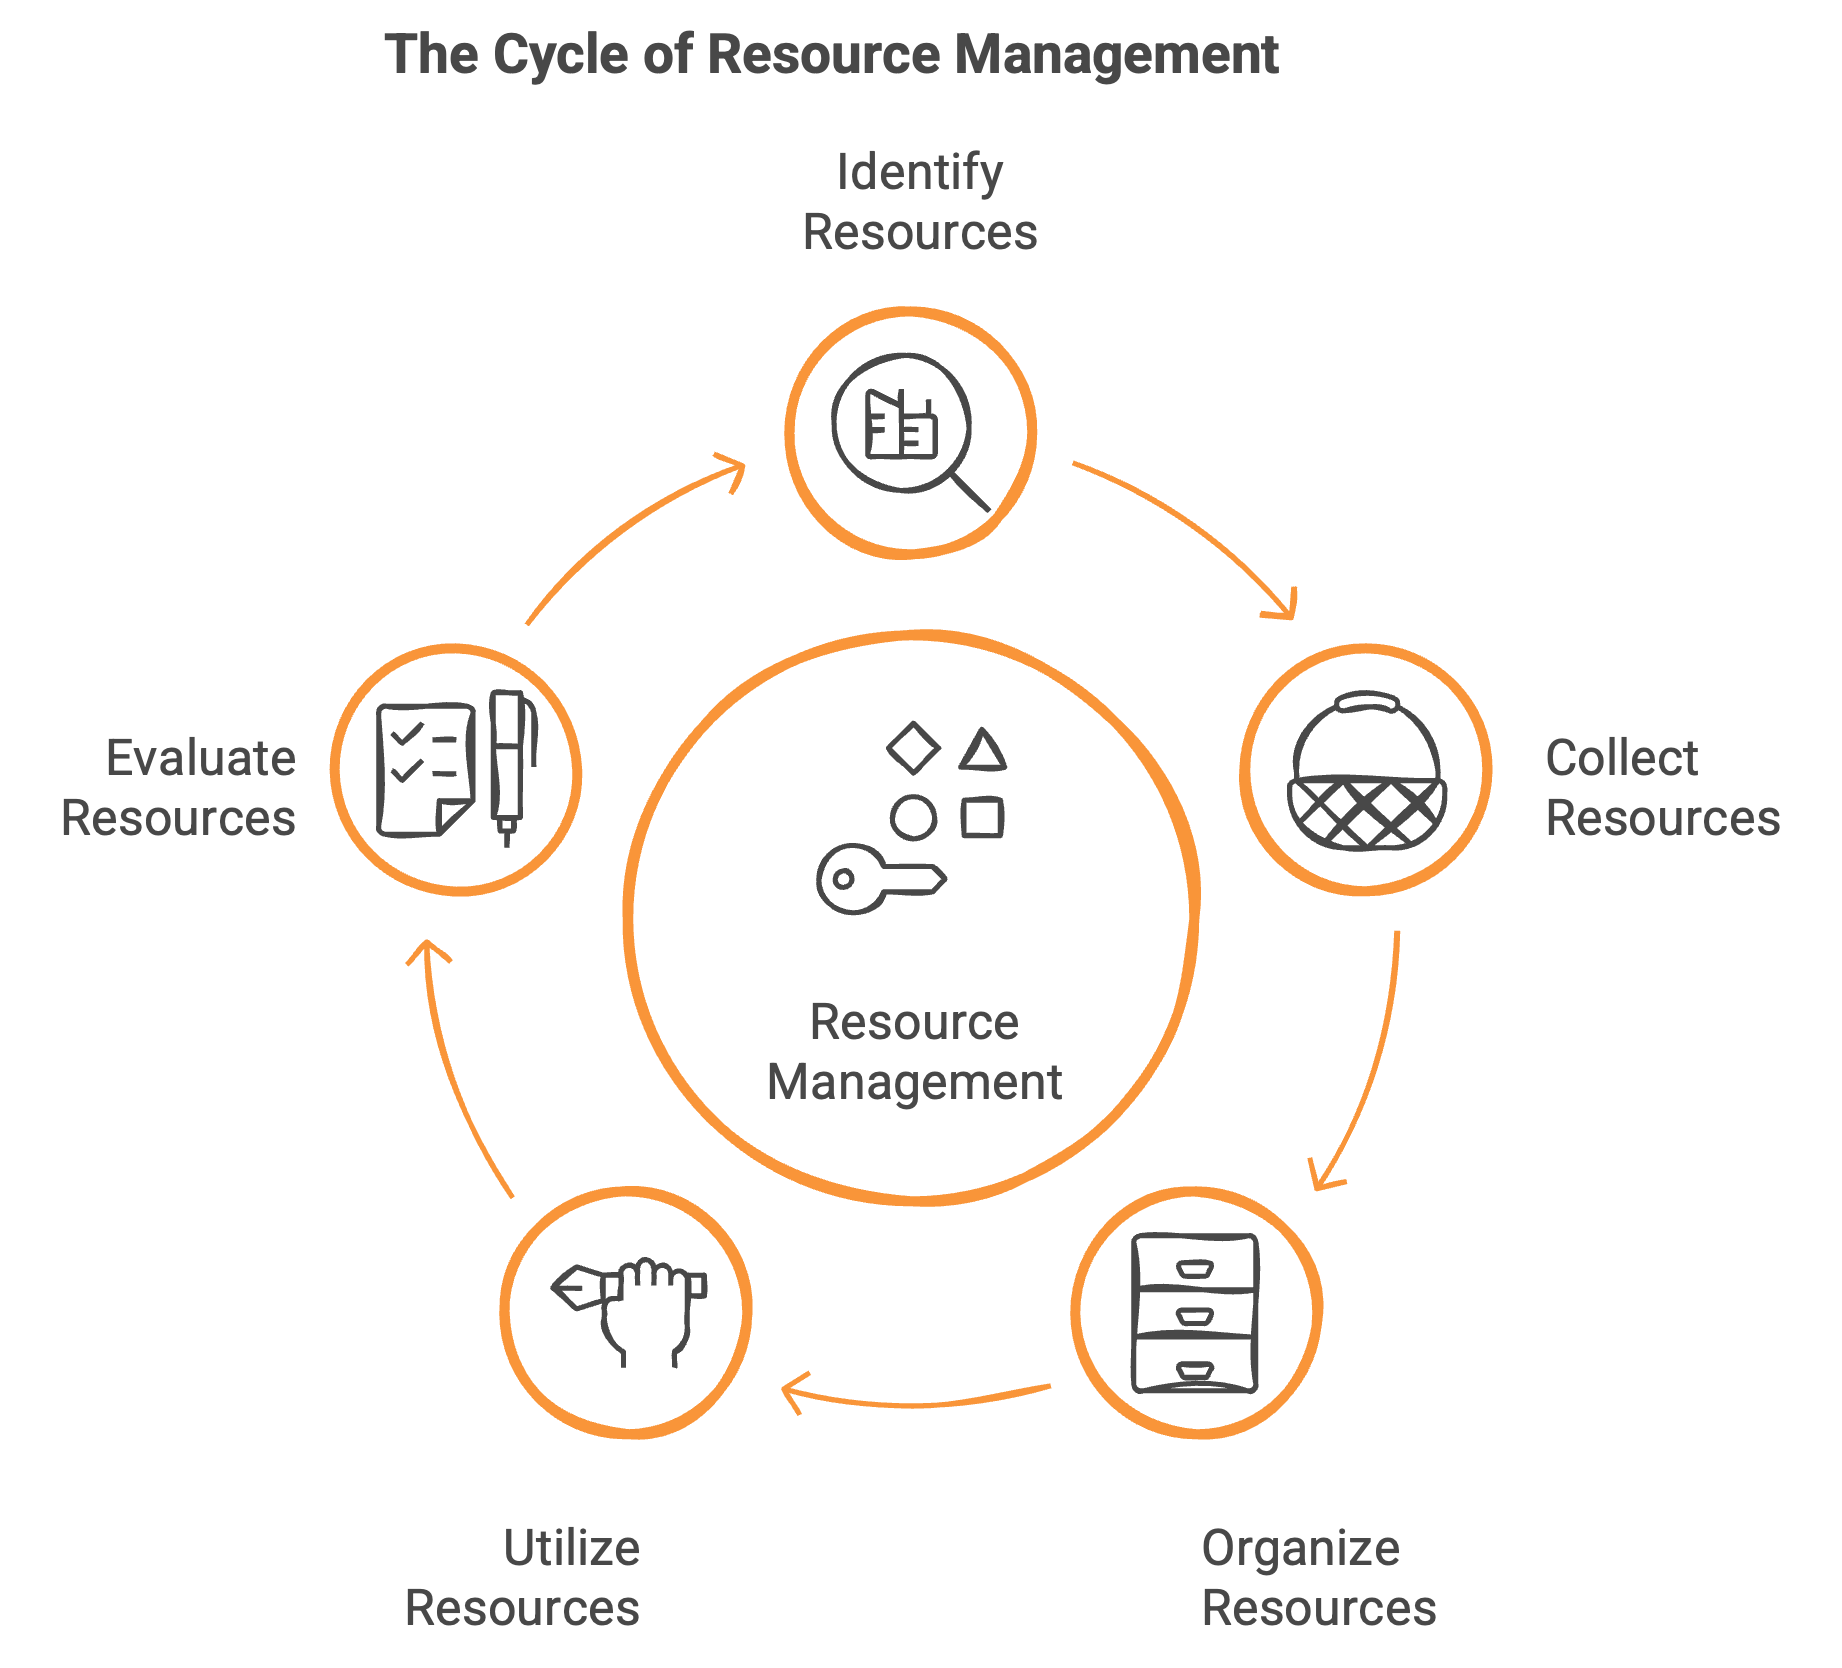 The Cycle of Resource Management
Identify
Resources
Evaluate
Resources
Collect
Resources
Resource
Management
Utilize
Resources
Organize
Resources